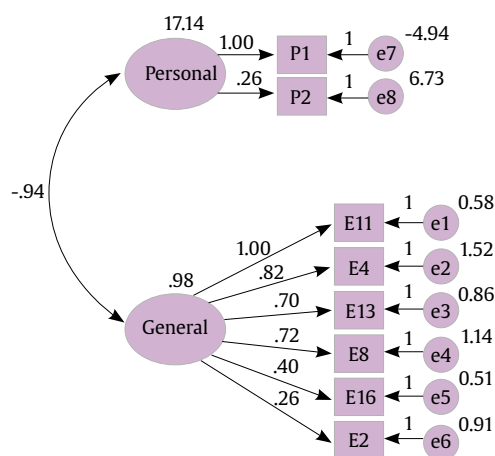 17.14
Personal
1.00
P1
1
e7
-4.94
.26
P2
1
e8
6.73
-.94
.98
General
1.00
E11
1
e1
0.58
.82
E4
1
e2
1.52
.70
E13
1
e3
0.86
.72
E8
1
e4
1.14
.40
E16
1
e5
0.51
.26
E2
1
e6
0.91